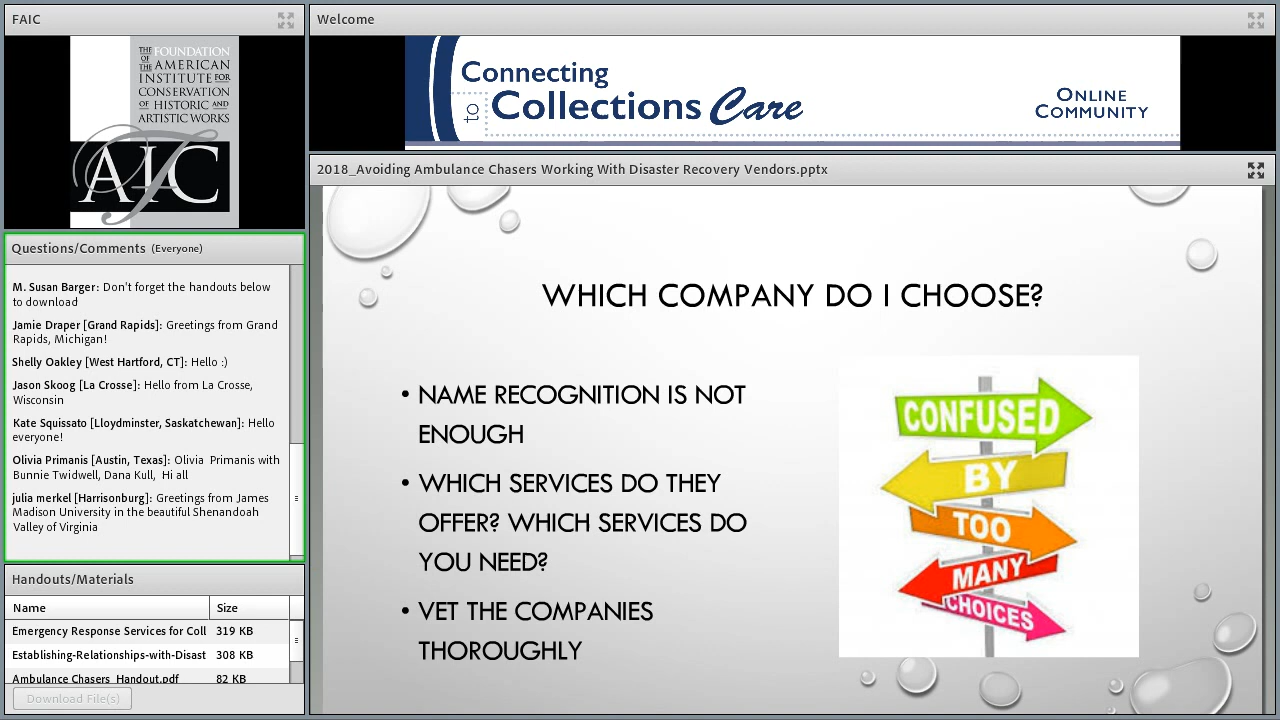 FAIC
THE FOUNDATION
OF THE AMERICAN
INSTITUTE FOR
CONSERVATION
OF HISTORIC AND
ARTISTIC WORKS
AIC
Questions/Comments (Everyone)
M. Susan Barger: Don't forget the handouts below
to download
Jamie Draper [Grand Rapids]: Greetings from Grand
Rapids, Michigan!
Shelly Oakley [West Hartford, CT]: Hello :)
Jason Skoog [La Crosse]: Hello from La Crosse,
Wisconsin
Kate Squissato [Lloydminster, Saskatchewan]: Hello
everyone!
Olivia Primanis [Austin, Texas]: Olivia  Primanis with
Bunnie Twidwell, Dana Kull,  Hi all
julia merkel [Harrisonburg]: Greetings from James
Madison University in the beautiful Shenandoah
Valley of Virginia
Handouts/Materials
Name Size
Emergency Response Services for Coll 319 KB
Establishing-Relationships-with-Disast 308 KB
Ambulance Chasers_Handout.pdf 82 KB
Download File(s)
Welcome
Connecting
to Collections Care
ONLINE
COMMUNITY
2018_Avoiding Ambulance Chasers Working With Disaster Recovery Vendors.pptx
WHICH COMPANY DO I CHOOSE?
• NAME RECOGNITION IS NOT
ENOUGH
• WHICH SERVICES DO THEY
OFFER? WHICH SERVICES DO
YOU NEED?
• VET THE COMPANIES
THOROUGHLY
CONFUSED
BY
TOO
MANY
CHOICES